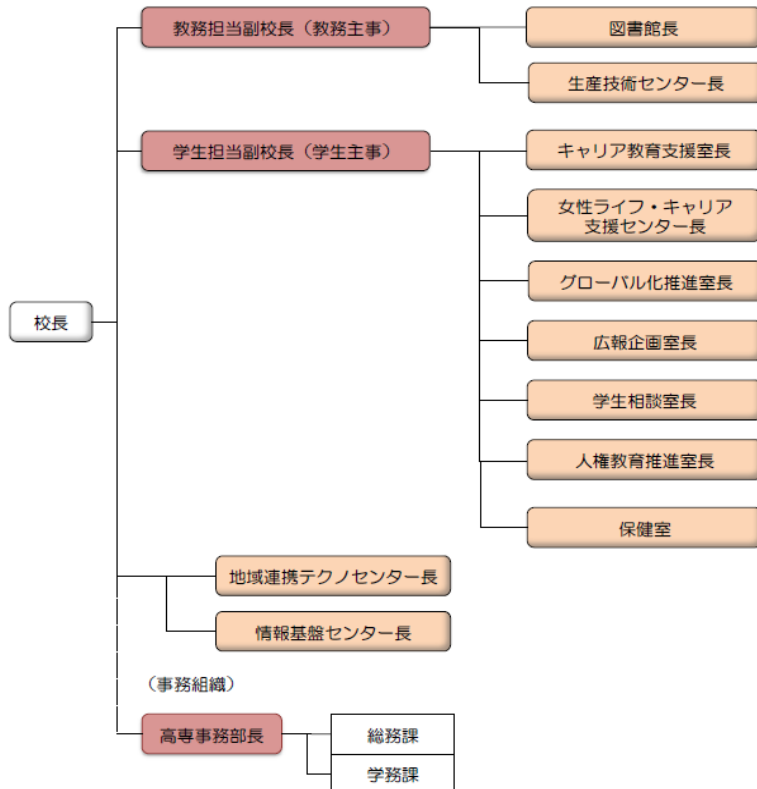 教務担当副校長（教務主事）
図書館長
生産技術センター長
学生担当副校長（学生主事）
キャリア教育支援室長
女性ライフ・キャリア
支援センター長
グローバル化推進室長
校長
広報企画室長
学生相談室長
人権教育推進室長
保健室
地域連携テクノセンター長
情報基盤センター長
（事務組織）
高専事務部長
総務課
学務課